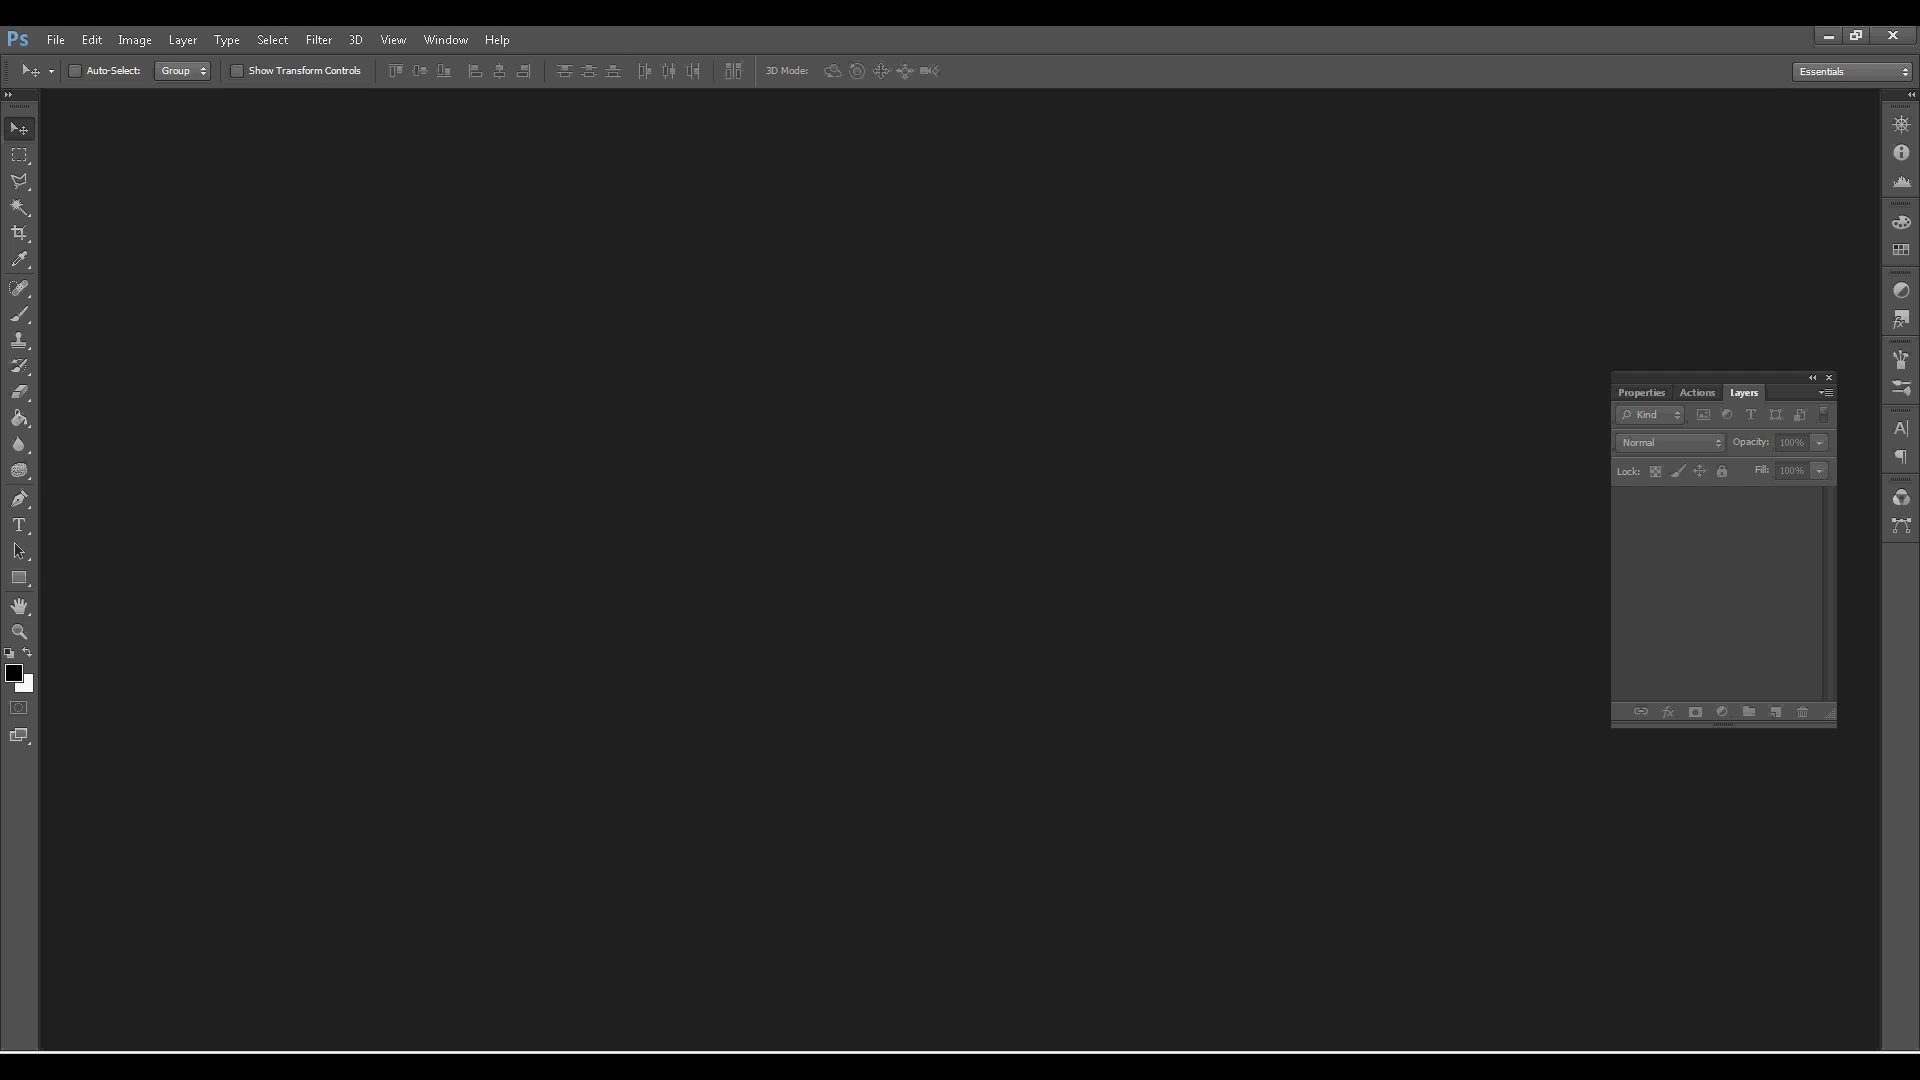 Ps File Edit Image Layer Type Select Filter 3D View Window Help
Auto-Select: Group Show Transform Controls 3D Mode: Essentials
Properties Actions Layers
Kind
Normal Opacity: 100%
Lock: Fill: 100%